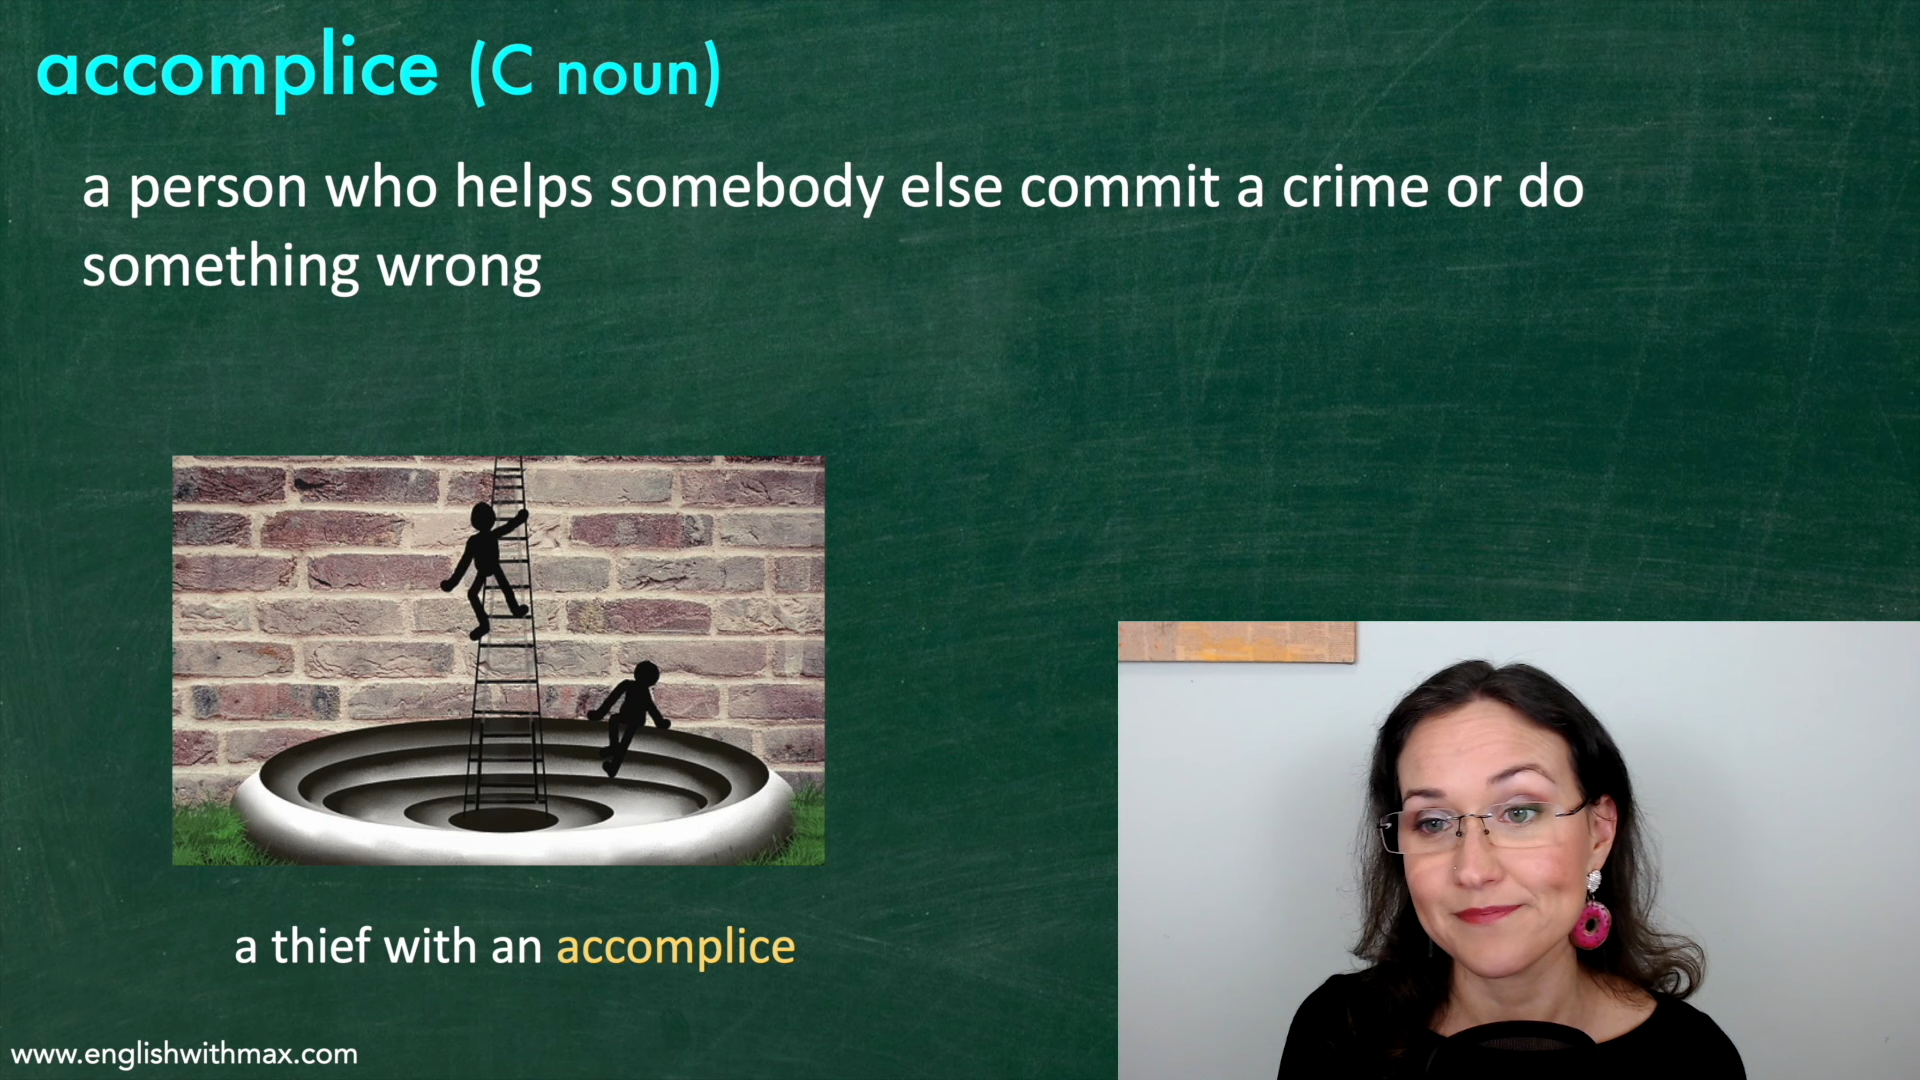 accomplice (C noun)
a person who helps somebody else commit a crime or do
something wrong
a thief with an accomplice
www.englishwithmax.com